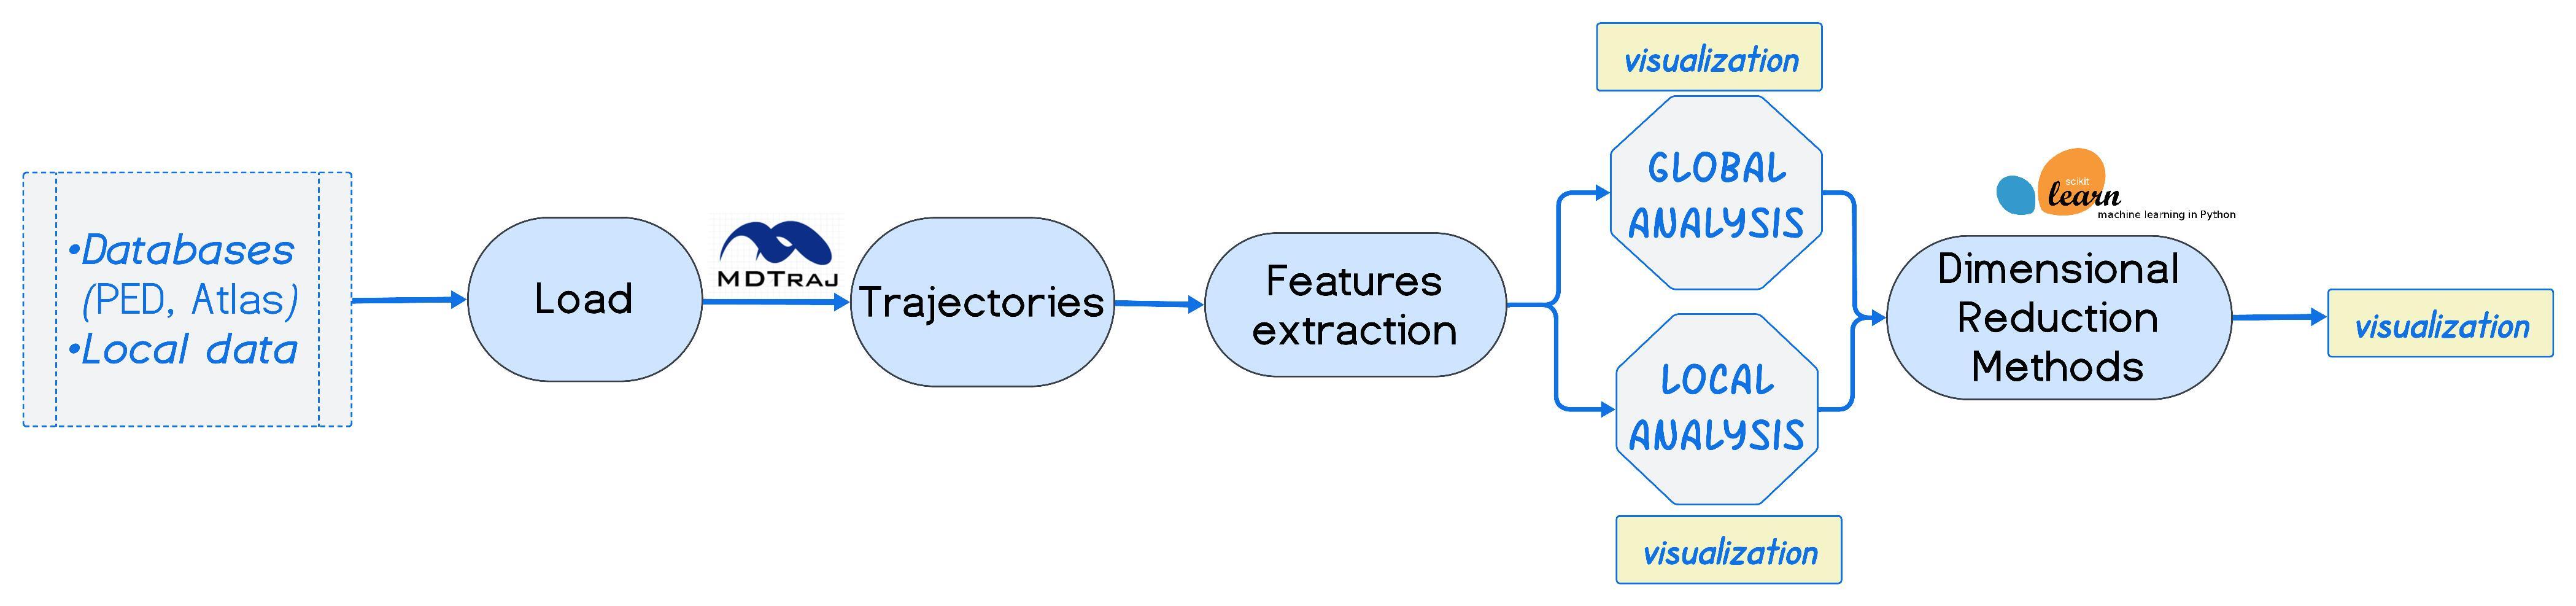 •Databases
(PED, Atlas)
•Local data
Load
MDTRAJ
Trajectories
Features
extraction
visualization
GLOBAL
ANALYSIS
LOCAL
ANALYSIS
visualization
scikit
learn
machine learning in Python
Dimensional
Reduction
Methods
visualization